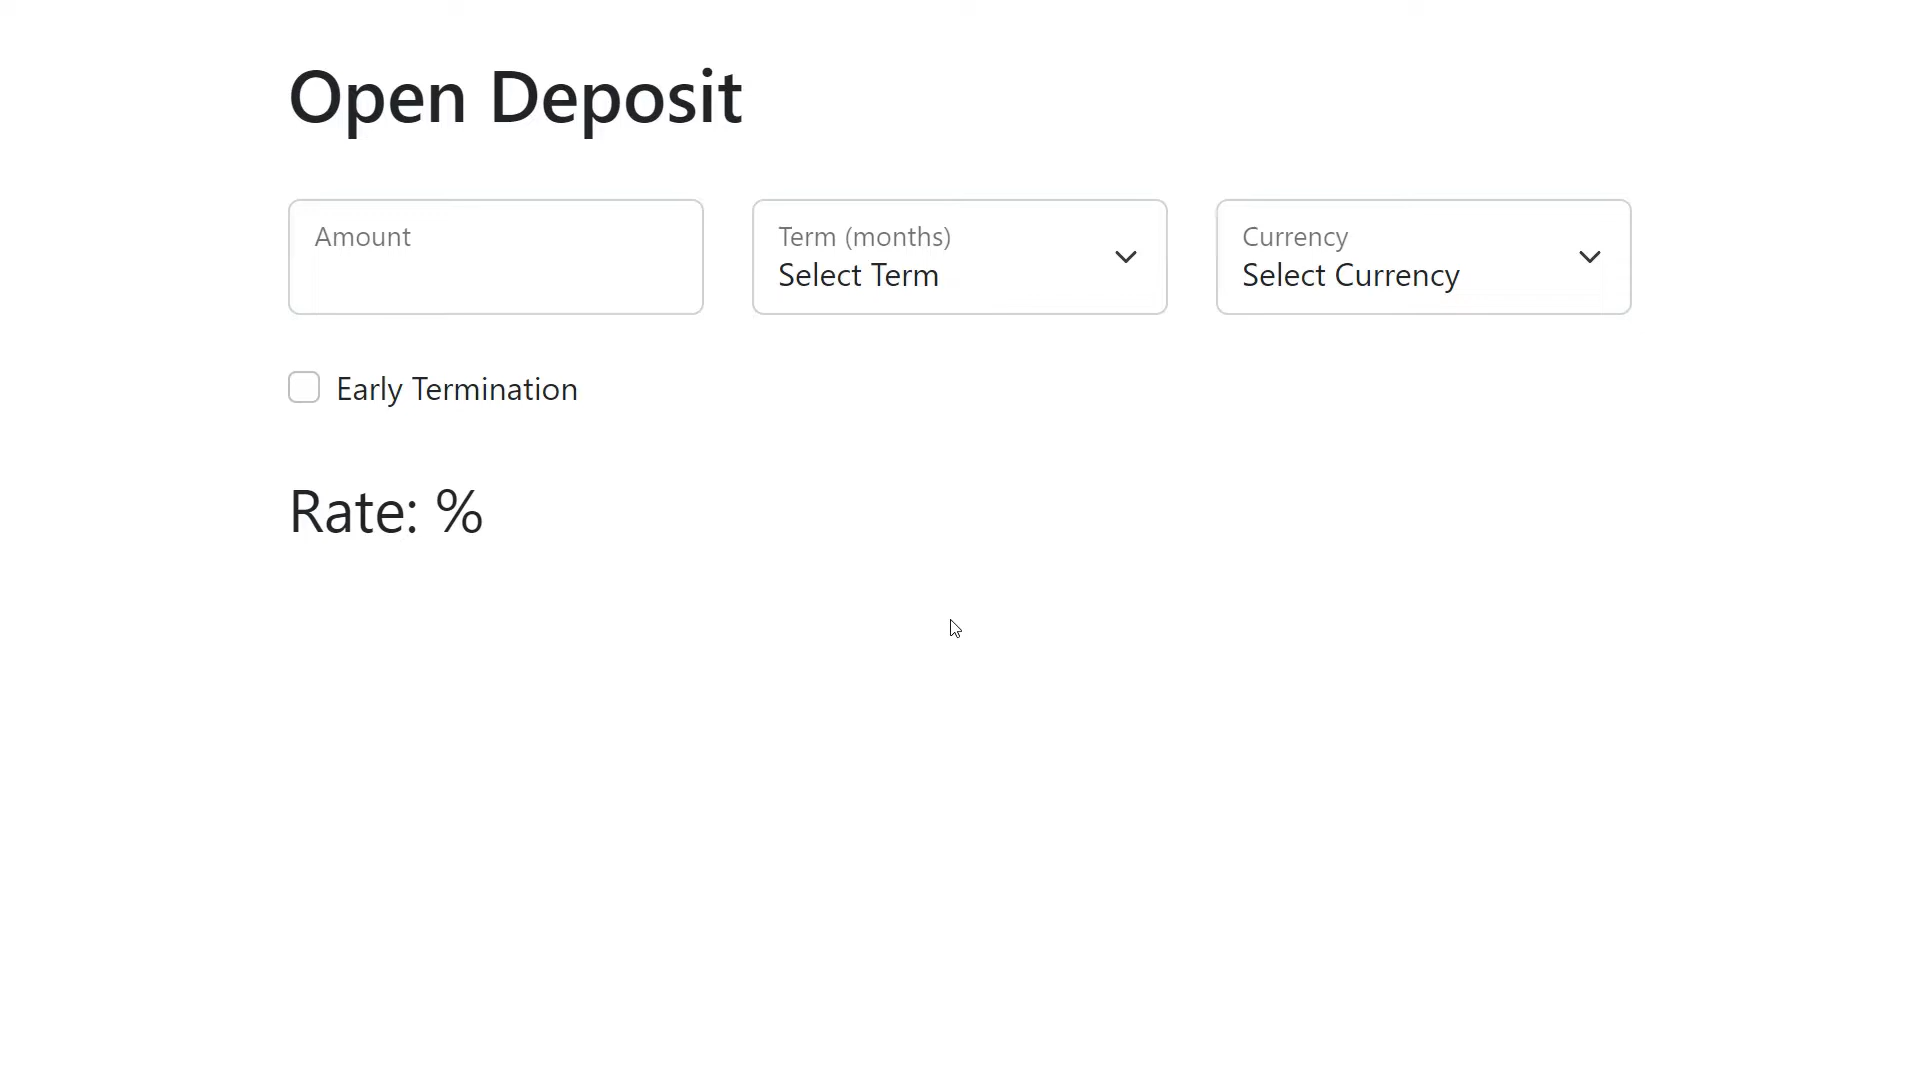 Open Deposit
Amount
Term (months)
Select Term
Currency
Select Currency
Early Termination
Rate: %